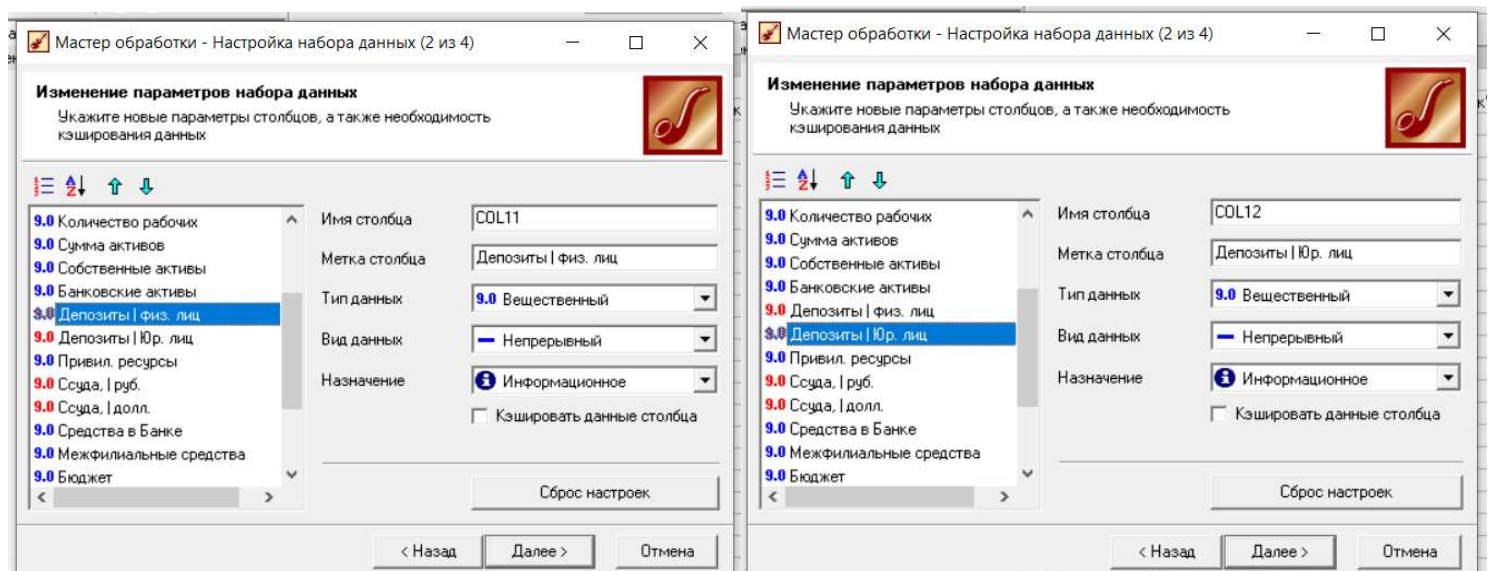 Мастер обработки - Настройка набора данных (2 из 4)
Изменение параметров набора данных
Укажите новые параметры столбцов, а также необходимость
кэширования данных
9.0 Количество рабочих
9.0 Сумма активов
9.0 Собственные активы
9.0 Банковские активы
9.0 Депозиты | физ. лиц
9.0 Депозиты | Юр. лиц
9.0 Привил. ресурсы
9.0 Ссуда, | руб.
9.0 Ссуда, | долл.
9.0 Средства в Банке
9.0 Межфилиальные средства
9.0 Бюджет
Имя столбца
COL11
Метка столбца
Депозиты | физ. лиц
Тип данных
9.0 Вещественный
Вид данных
Непрерывный
Назначение
Информационное
Кэшировать данные столбца
Сброс настроек
< Назад
Далее >
Отмена
Мастер обработки - Настройка набора данных (2 из 4)
Изменение параметров набора данных
Укажите новые параметры столбцов, а также необходимость
кэширования данных
9.0 Количество рабочих
9.0 Сумма активов
9.0 Собственные активы
9.0 Банковские активы
9.0 Депозиты | физ. лиц
9.0 Депозиты | Юр. лиц
9.0 Привил. ресурсы
9.0 Ссуда, | руб.
9.0 Ссуда, | долл.
9.0 Средства в Банке
9.0 Межфилиальные средства
9.0 Бюджет
Имя столбца
COL12
Метка столбца
Депозиты | Юр. лиц
Тип данных
9.0 Вещественный
Вид данных
Непрерывный
Назначение
Информационное
Кэшировать данные столбца
Сброс настроек
< Назад
Далее >
Отмена